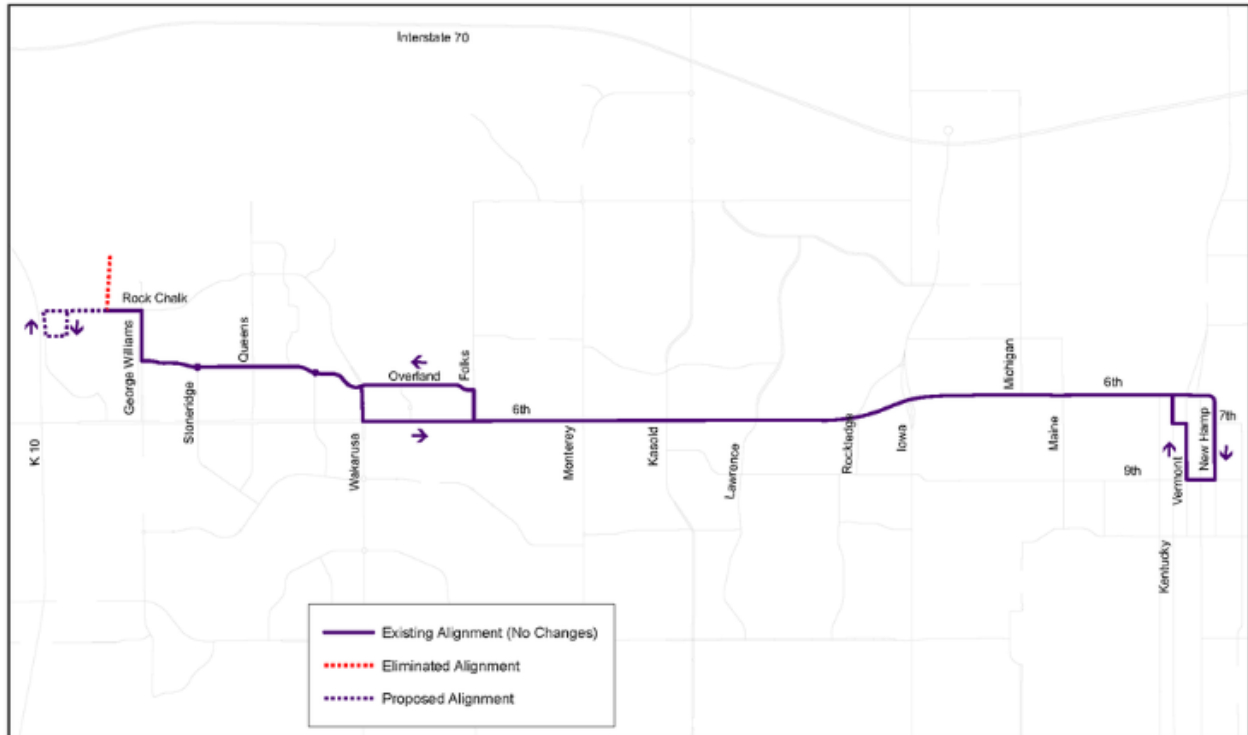 Interstate 70
Rock Chalk
George Williams
Queens
Stoneridge
K 10
Overland
Folks
Wakarusa
6th
Monterey
Kasold
Lawrence
Rockledge
Iowa
Michigan
6th
Maine
7th
New Hamp
9th
Vermont
Kentucky
Existing Alignment (No Changes)
Eliminated Alignment
Proposed Alignment